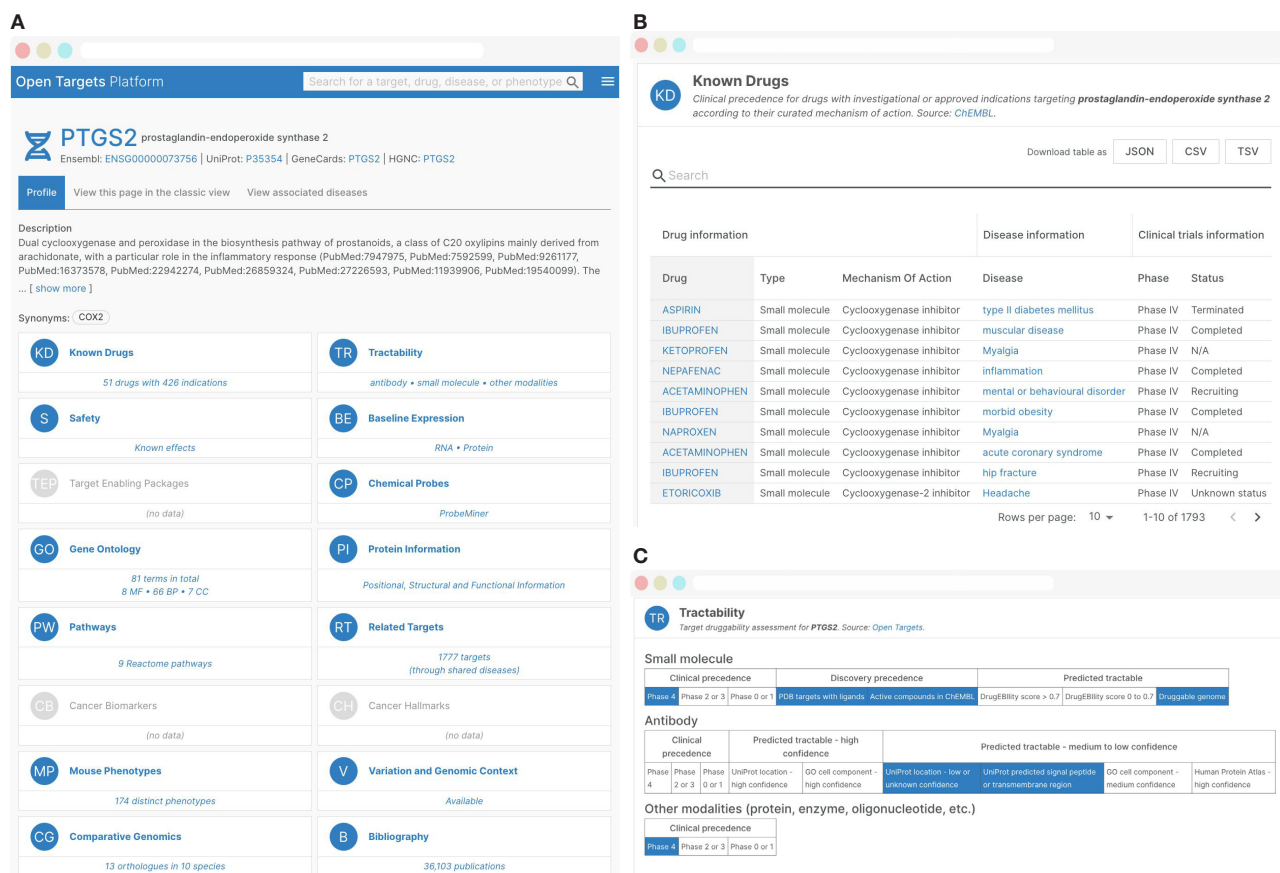 A
Open Targets Platform
Search for a target, drug, disease, or phenotype
PTGS2 prostaglandin-endoperoxide synthase 2
Ensembl: ENSG00000073756 | UniProt: P35354 | GeneCards: PTGS2 | HGNC: PTGS2
Profile View this page in the classic view View associated diseases
Description
Dual cyclooxygenase and peroxidase in the biosynthesis pathway of prostanoids, a class of C20 oxylipins mainly derived from
arachidonate, with a particular role in the inflammatory response (PubMed:7947975, PubMed:7592599, PubMed:9261177,
PubMed:16373578, PubMed:22942274, PubMed:26859324, PubMed:27226593, PubMed:11939906, PubMed:19540099). The
... [ show more ]
Synonyms: COX2
KD Known Drugs
51 drugs with 426 indications
TR Tractability
antibody • small molecule • other modalities
S Safety
Known effects
BE Baseline Expression
RNA • Protein
TEP Target Enabling Packages
(no data)
CP Chemical Probes
ProbeMiner
GO Gene Ontology
81 terms in total
8 MF • 66 BP • 7 CC
PI Protein Information
Positional, Structural and Functional Information
PW Pathways
9 Reactome pathways
RT Related Targets
1777 targets
(through shared diseases)
CB Cancer Biomarkers
(no data)
CH Cancer Hallmarks
(no data)
MP Mouse Phenotypes
174 distinct phenotypes
V Variation and Genomic Context
Available
CG Comparative Genomics
13 orthologues in 10 species
B Bibliography
36,103 publications
B
KD Known Drugs
Clinical precedence for drugs with investigational or approved indications targeting prostaglandin-endoperoxide synthase 2
according to their curated mechanism of action. Source: ChEMBL.
Download table as JSON CSV TSV
Search
Drug information Disease information Clinical trials information
Drug Type Mechanism Of Action Disease Phase Status
ASPIRIN Small molecule Cyclooxygenase inhibitor type II diabetes mellitus Phase IV Terminated
IBUPROFEN Small molecule Cyclooxygenase inhibitor muscular disease Phase IV Completed
KETOPROFEN Small molecule Cyclooxygenase inhibitor Myalgia Phase IV N/A
NEPAFENAC Small molecule Cyclooxygenase inhibitor inflammation Phase IV Completed
ACETAMINOPHEN Small molecule Cyclooxygenase inhibitor mental or behavioural disorder Phase IV Recruiting
IBUPROFEN Small molecule Cyclooxygenase inhibitor morbid obesity Phase IV Completed
NAPROXEN Small molecule Cyclooxygenase inhibitor Myalgia Phase IV N/A
ACETAMINOPHEN Small molecule Cyclooxygenase inhibitor acute coronary syndrome Phase IV Completed
IBUPROFEN Small molecule Cyclooxygenase inhibitor hip fracture Phase IV Recruiting
ETORICOXIB Small molecule Cyclooxygenase-2 inhibitor Headache Phase IV Unknown status
Rows per page: 10 1-10 of 1793
C
TR Tractability
Target druggability assessment for PTGS2. Source: Open Targets.
Small molecule
Clinical precedence Discovery precedence Predicted tractable
Phase 4 Phase 2 or 3 Phase 0 or 1 PDB targets with ligands Active compounds in ChEMBL DrugEBIlity score > 0.7 DrugEBIlity score 0 to 0.7 Druggable genome
Antibody
Clinical precedence Predicted tractable - high confidence Predicted tractable - medium to low confidence
Phase 4 Phase 2 or 3 Phase 0 or 1 UniProt location - high confidence GO cell component - high confidence UniProt location - low or unknown confidence UniProt predicted signal peptide or transmembrane region GO cell component - medium confidence Human Protein Atlas - high confidence
Other modalities (protein, enzyme, oligonucleotide, etc.)
Clinical precedence
Phase 4 Phase 2 or 3 Phase 0 or 1